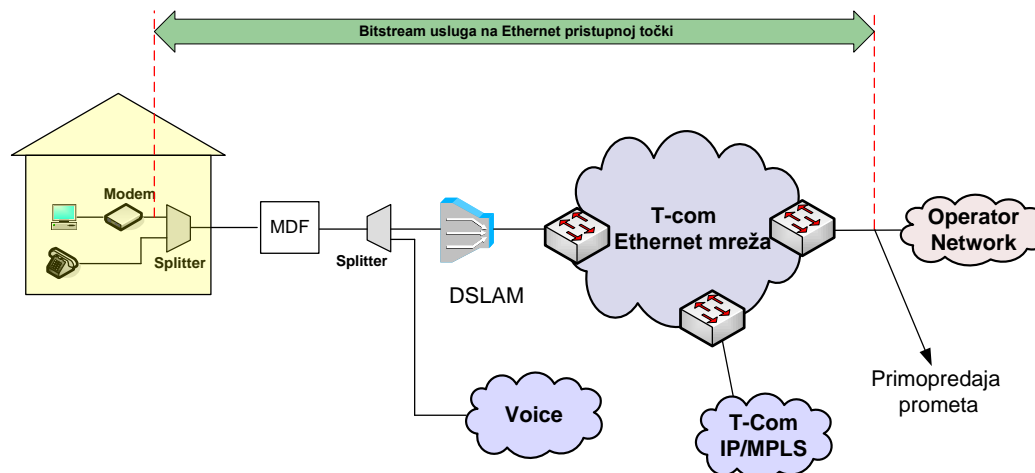 Bitstream usluga na Ethernet pristupnoj točki
Modem
Splitter
MDF
Splitter
DSLAM
T-com
Ethernet mreža
Operator
Network
Voice
T-Com
IP/MPLS
Primopredaja
prometa